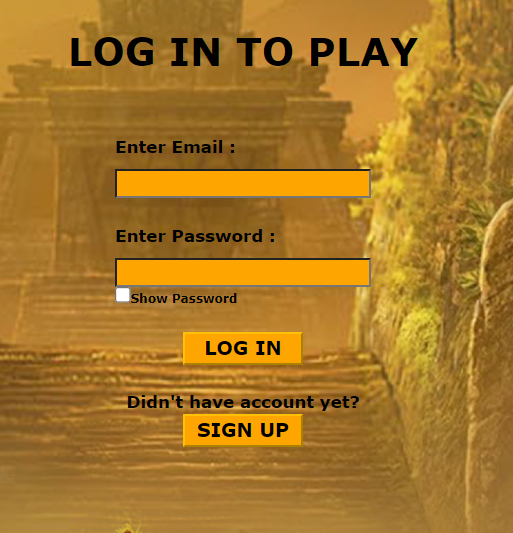 LOG IN TO PLAY
Enter Email :
Enter Password :
Show Password
LOG IN
Didn't have account yet?
SIGN UP